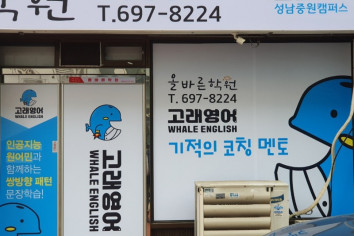 학원
T.697-8224
성남중원캠퍼스
올바른학원
T. 697-8224
고래영어
WHALE ENGLISH
기적의 코칭 멘토
고래영어
WHALE ENGLISH
인공지능
원어민과
함께하는
쌍방향 패턴
문장학습!
고래영어
WHALE ENGLISH